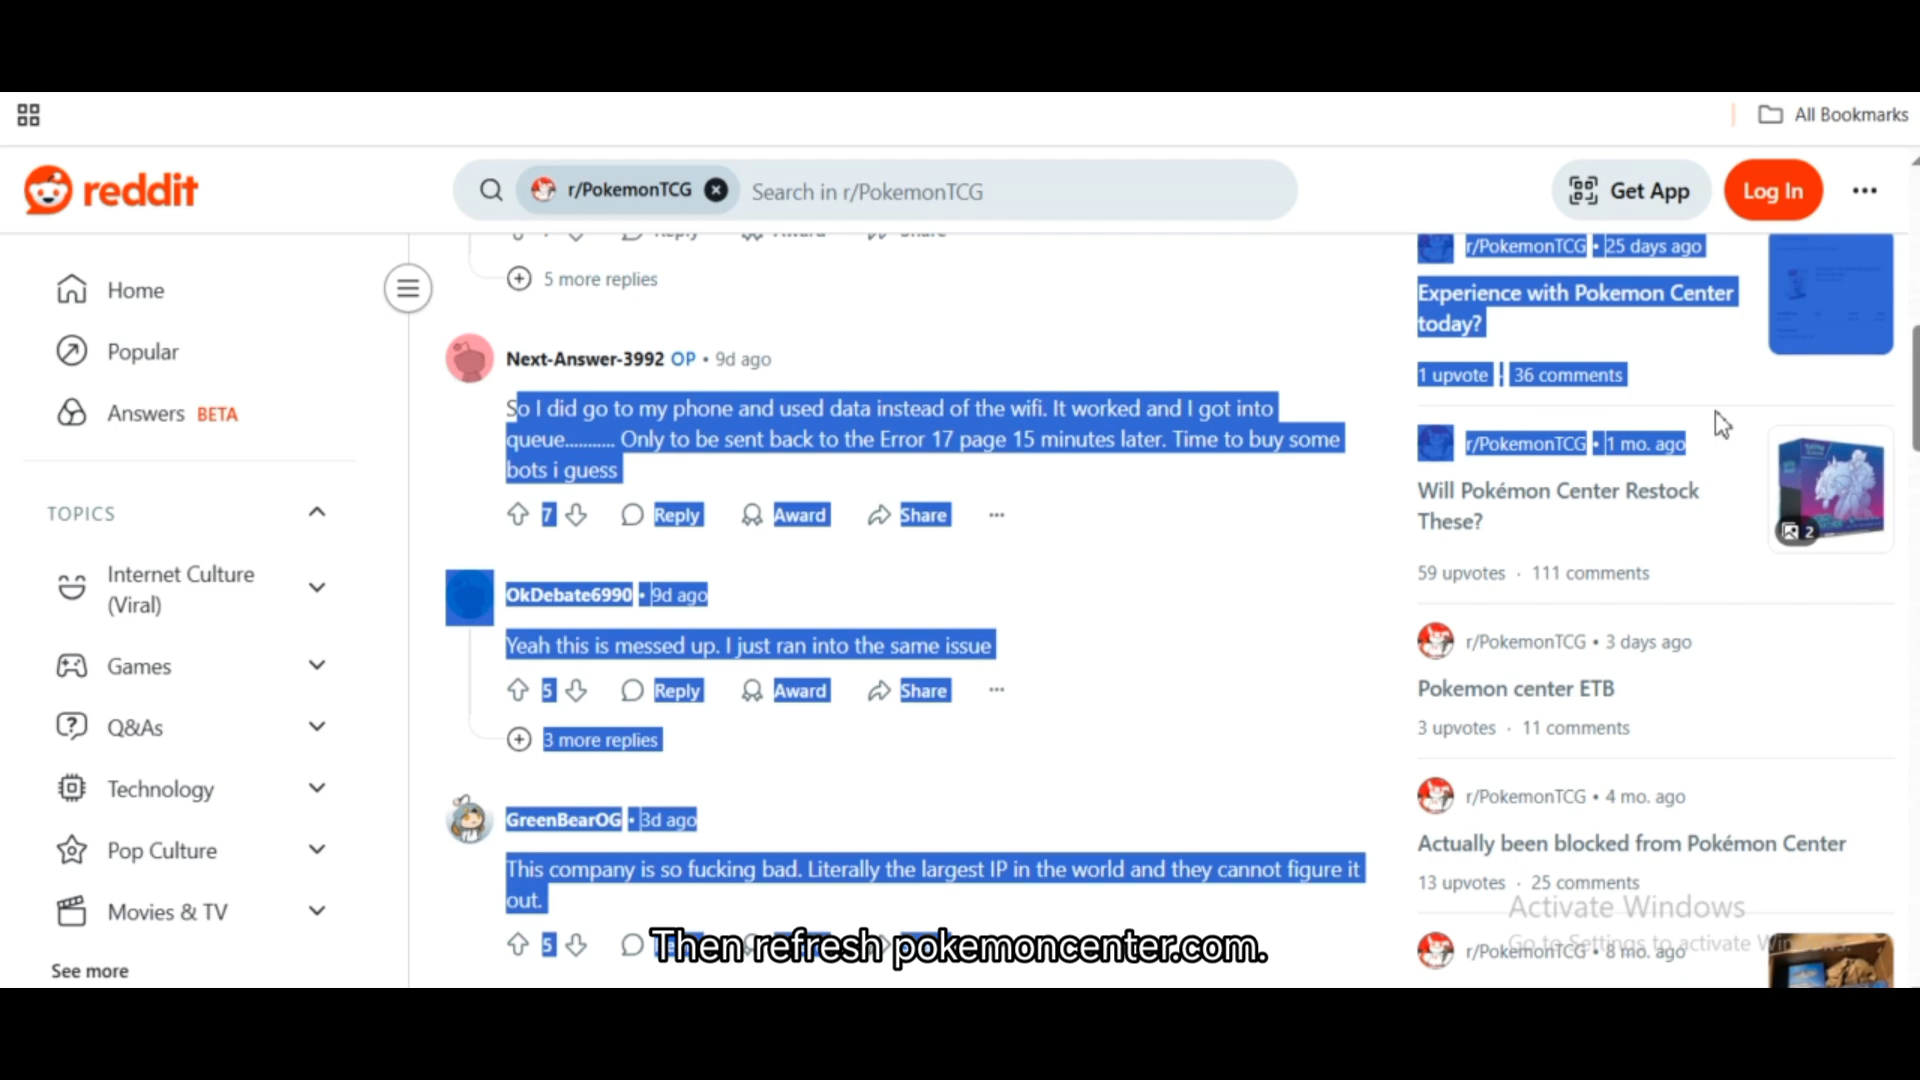 All Bookmarks
reddit
r/PokemonTCG
Search in r/PokemonTCG
Get App
Log In
Home
Popular
Answers BETA
TOPICS
Internet Culture
(Viral)
Games
Q&As
Technology
Pop Culture
Movies & TV
See more
Reply Award Share
5 more replies
Next-Answer-3992 OP • 9d ago
So I did go to my phone and used data instead of the wifi. It worked and I got into
queue........... Only to be sent back to the Error 17 page 15 minutes later. Time to buy some
bots i guess
7 Reply Award Share
OkDebate6990 • 9d ago
Yeah this is messed up. I just ran into the same issue
5 Reply Award Share
3 more replies
GreenBearOG • 3d ago
This company is so fucking bad. Literally the largest IP in the world and they cannot figure it
out.
5
Then refresh pokemoncenter.com.
r/PokemonTCG • 25 days ago
Experience with Pokemon Center
today?
1 upvote · 36 comments
r/PokemonTCG • 1 mo. ago
Will Pokémon Center Restock
These?
2
59 upvotes · 111 comments
r/PokemonTCG • 3 days ago
Pokemon center ETB
3 upvotes · 11 comments
r/PokemonTCG • 4 mo. ago
Actually been blocked from Pokémon Center
13 upvotes · 25 comments
Activate Windows
Go to Settings to activate Windows.
r/PokemonTCG • 8 mo. ago